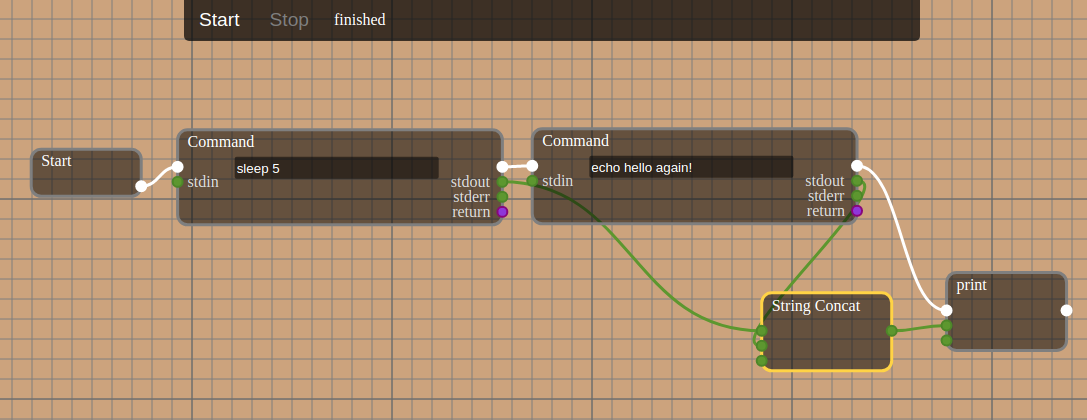 Start Stop finished
Start
Command
sleep 5
stdin
stdout
stderr
return
Command
echo hello again!
stdin
stdout
stderr
return
String Concat
print